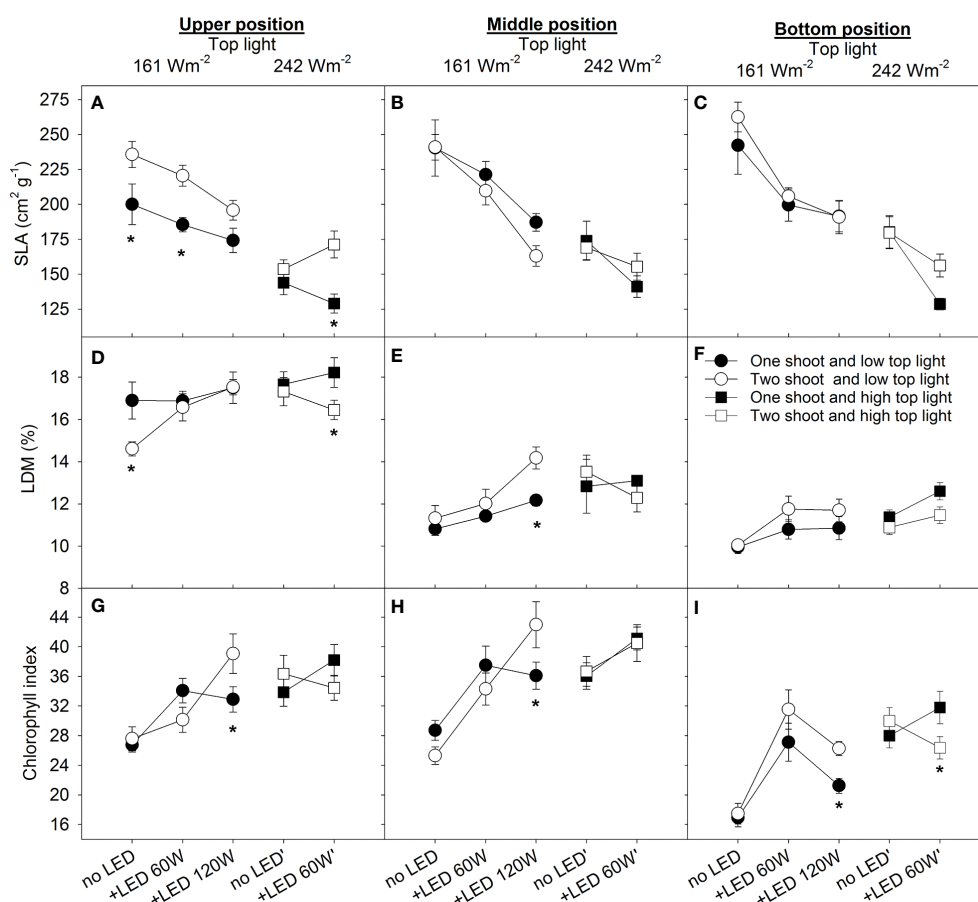 Upper position
Middle position
Bottom position
Top light
Top light
Top light
161 Wm-2
242 Wm-2
161 Wm-2
242 Wm-2
161 Wm-2
242 Wm-2
A
B
C
275
250
225
200
175
150
125
SLA (cm2 g-1)
*
*
*
D
E
F
18
16
14
12
10
8
LDM (%)
*
*
*
One shoot and low top light
Two shoot and low top light
One shoot and high top light
Two shoot and high top light
G
H
I
44
40
36
32
28
24
20
16
Chlorophyll index
*
*
*
*
no LED
+LED 60W
+LED 120W
no LED'
+LED 60W'
no LED
+LED 60W
+LED 120W
no LED'
+LED 60W'
no LED
+LED 60W
+LED 120W
no LED'
+LED 60W'